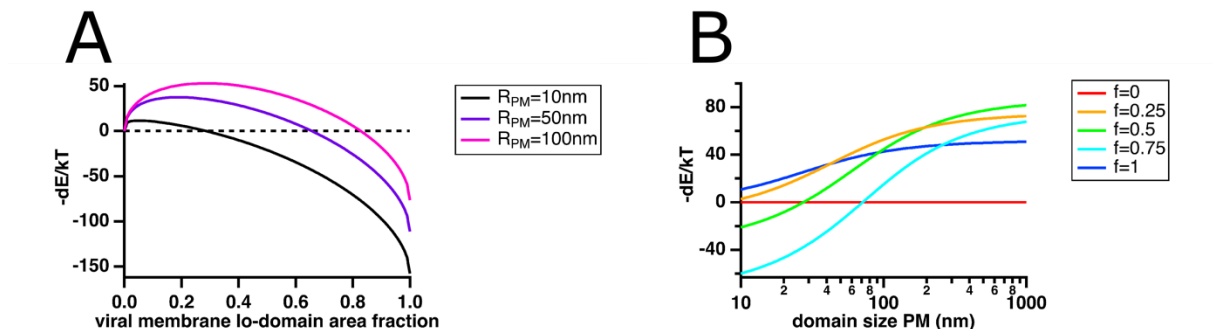 A
50
0
-50
-100
-150
-dE/kT
0.0 0.2 0.4 0.6 0.8 1.0
viral membrane lo-domain area fraction
R_PM=10nm
R_PM=50nm
R_PM=100nm
B
80
40
0
-40
-dE/kT
10 2 4 6 8 100 2 4 6 8 1000
domain size PM (nm)
f=0
f=0.25
f=0.5
f=0.75
f=1